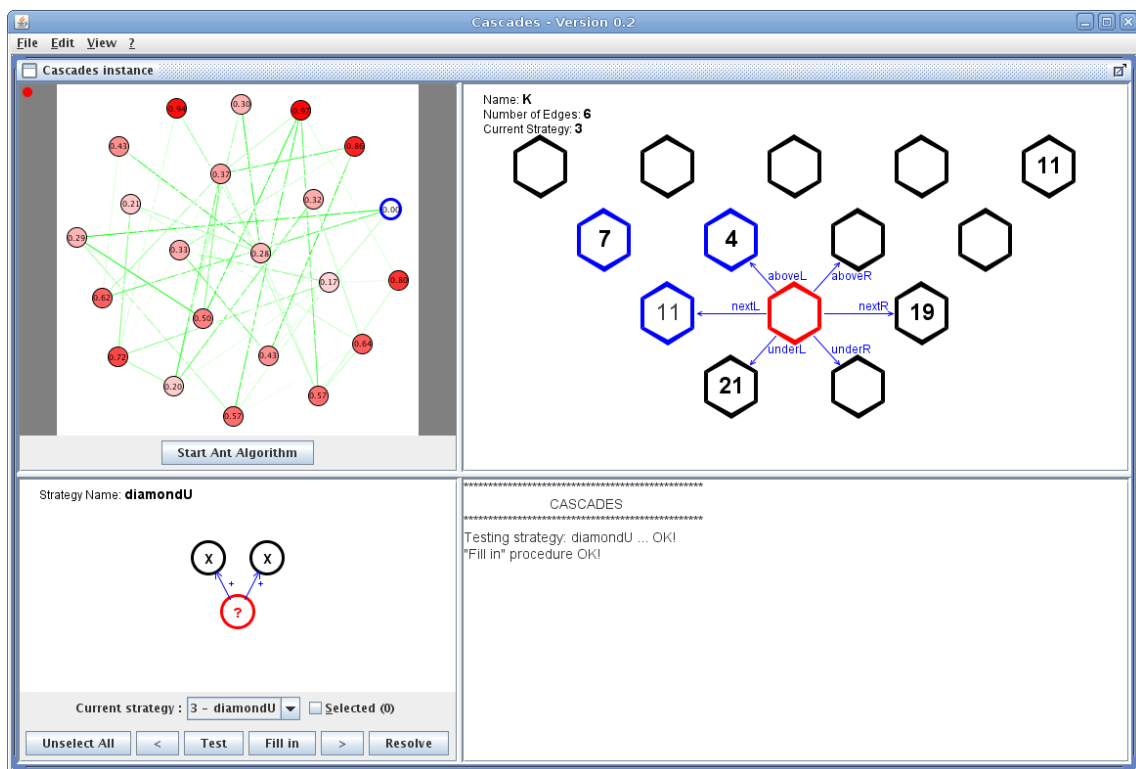 Cascades - Version 0.2
File Edit View ?
Cascades instance
0.94
0.30
0.97
0.43
0.86
0.37
0.21
0.32
0.00
0.29
0.33
0.28
0.17
0.80
0.62
0.50
0.72
0.43
0.64
0.20
0.57
0.57
Start Ant Algorithm
Name: K
Number of Edges: 6
Current Strategy: 3
11
7 4
aboveL aboveR
11 nextL nextR 19
underL underR
21
Strategy Name: diamondU
X X
+ +
?
Current strategy : 3 - diamondU Selected (0)
Unselect All < Test Fill in > Resolve
*************************************************
CASCADES
*************************************************
Testing strategy: diamondU ... OK!
"Fill in" procedure OK!